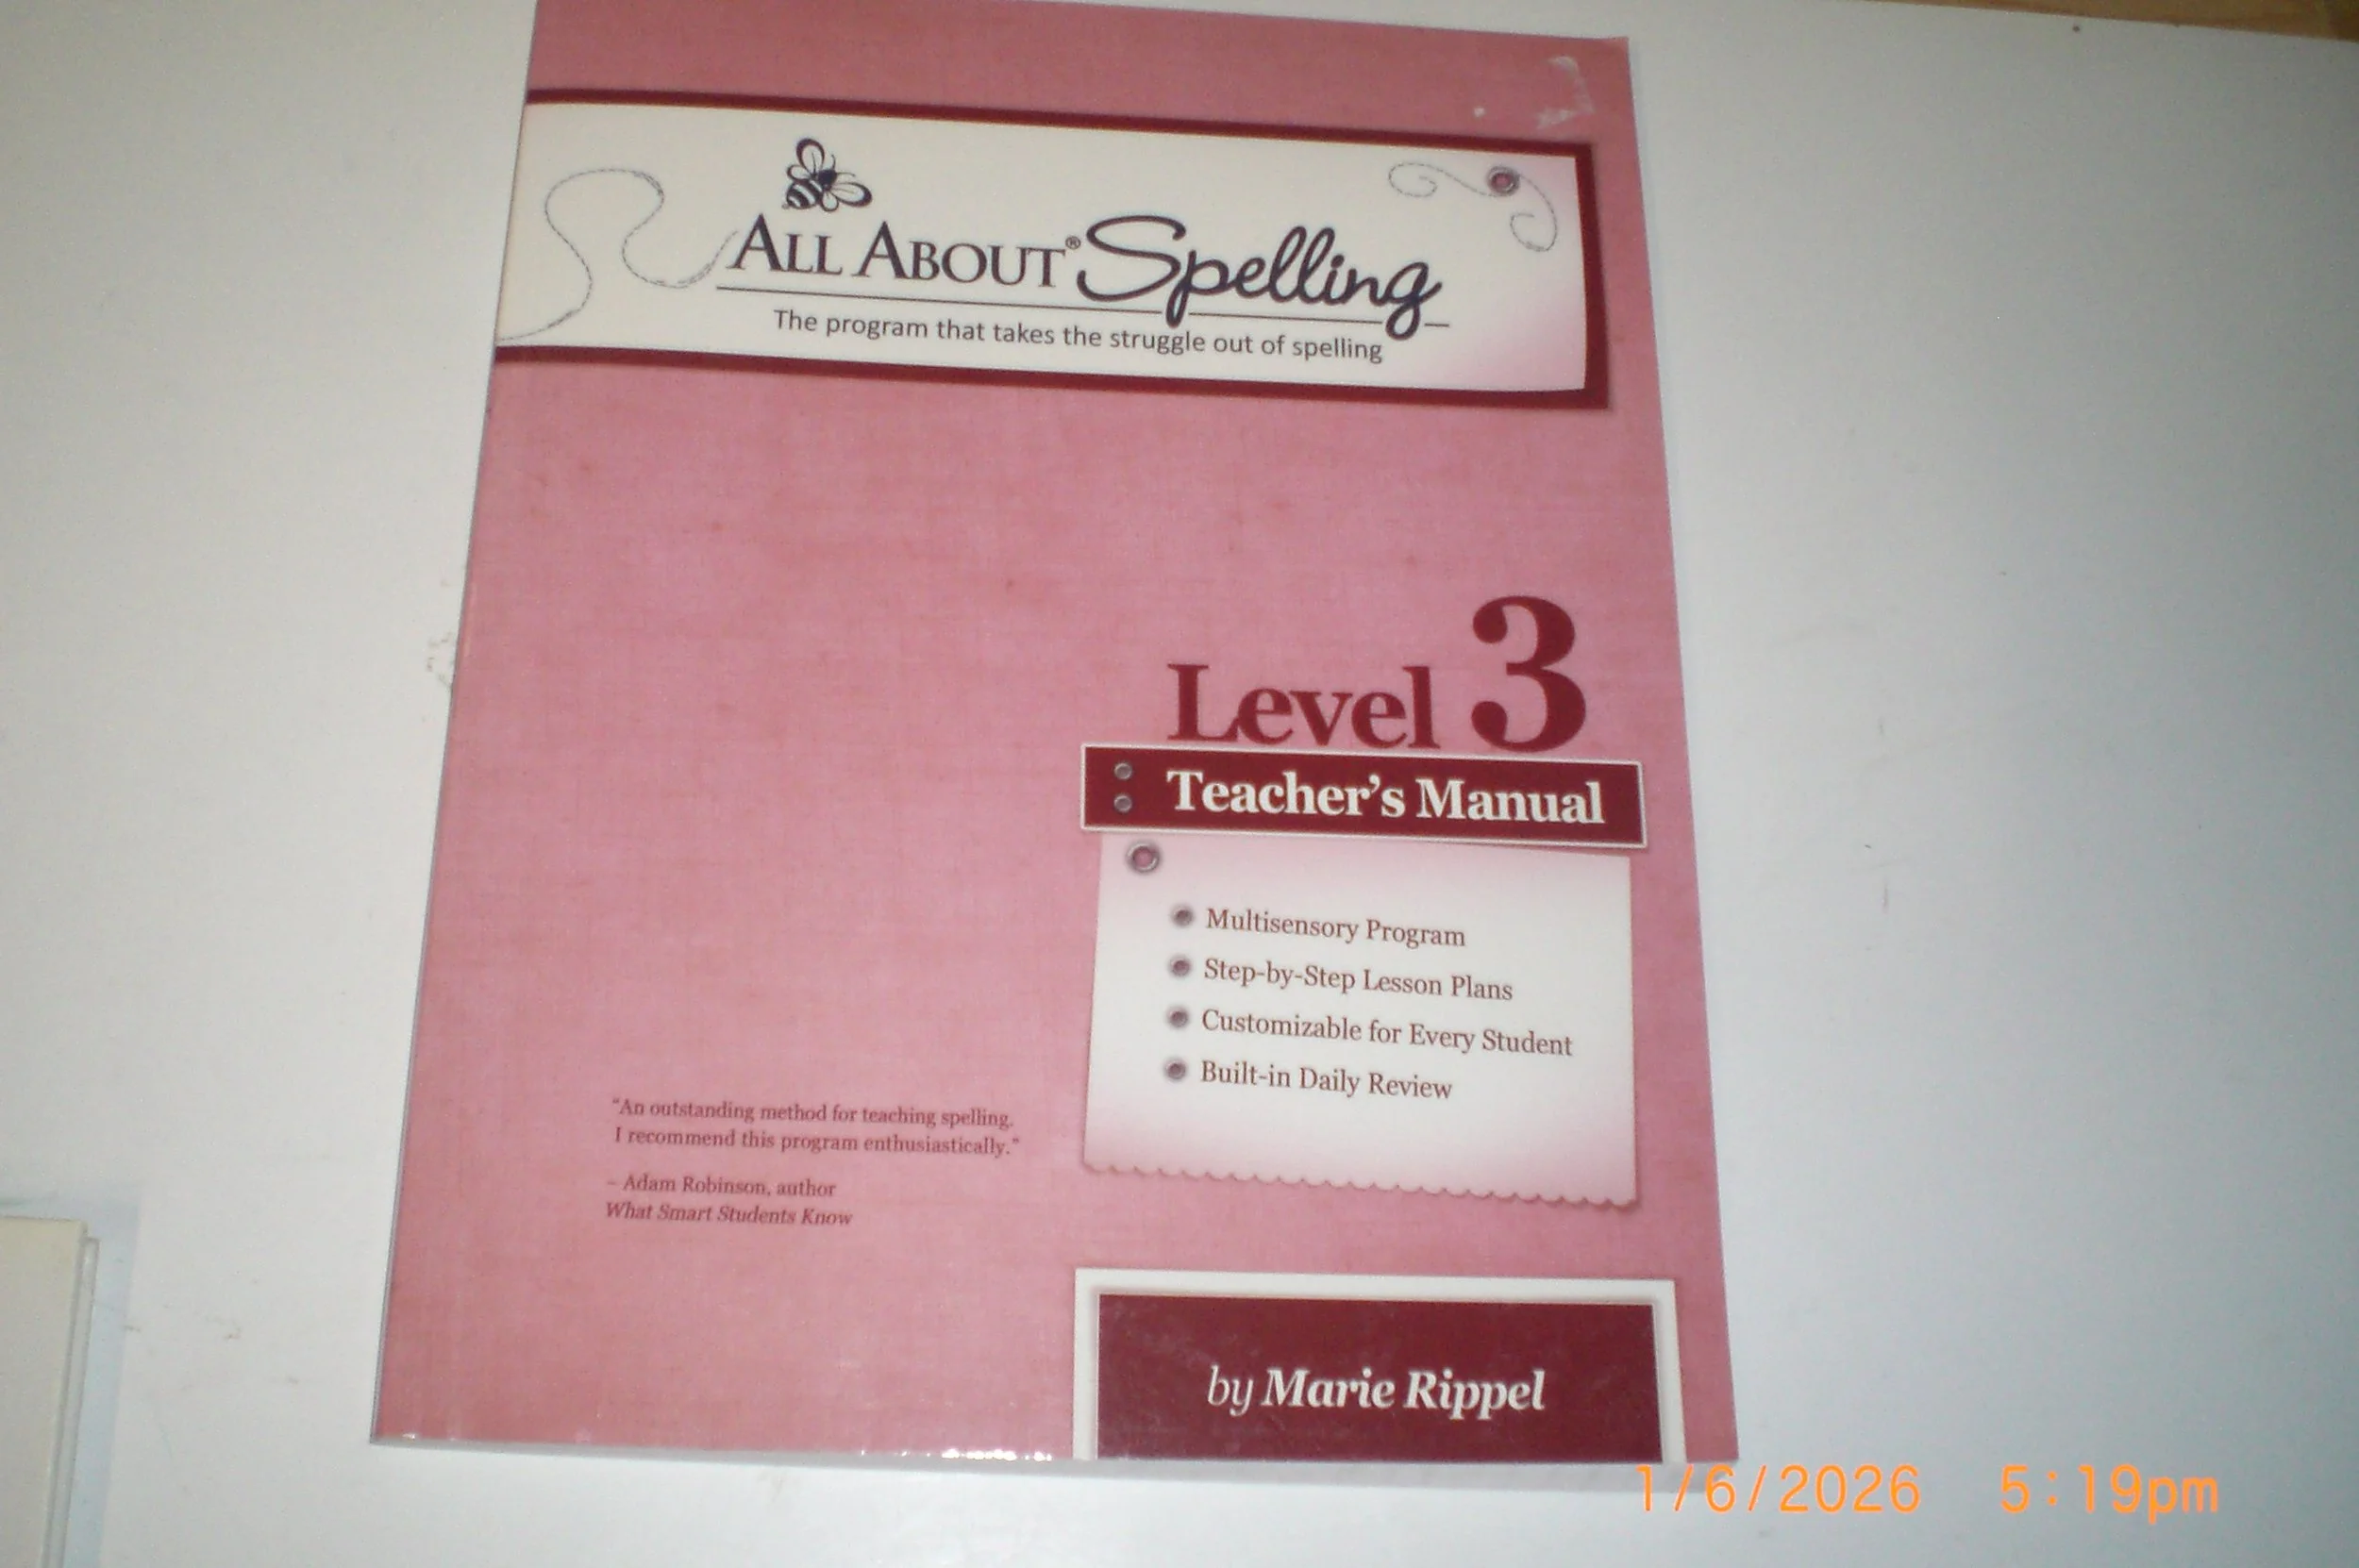 All About® Spelling
The program that takes the struggle out of spelling
Level 3
Teacher's Manual
Multisensory Program
Step-by-Step Lesson Plans
Customizable for Every Student
Built-in Daily Review
"An outstanding method for teaching spelling.
I recommend this program enthusiastically."
– Adam Robinson, author
What Smart Students Know
by Marie Rippel
1/6/2026 5:19pm